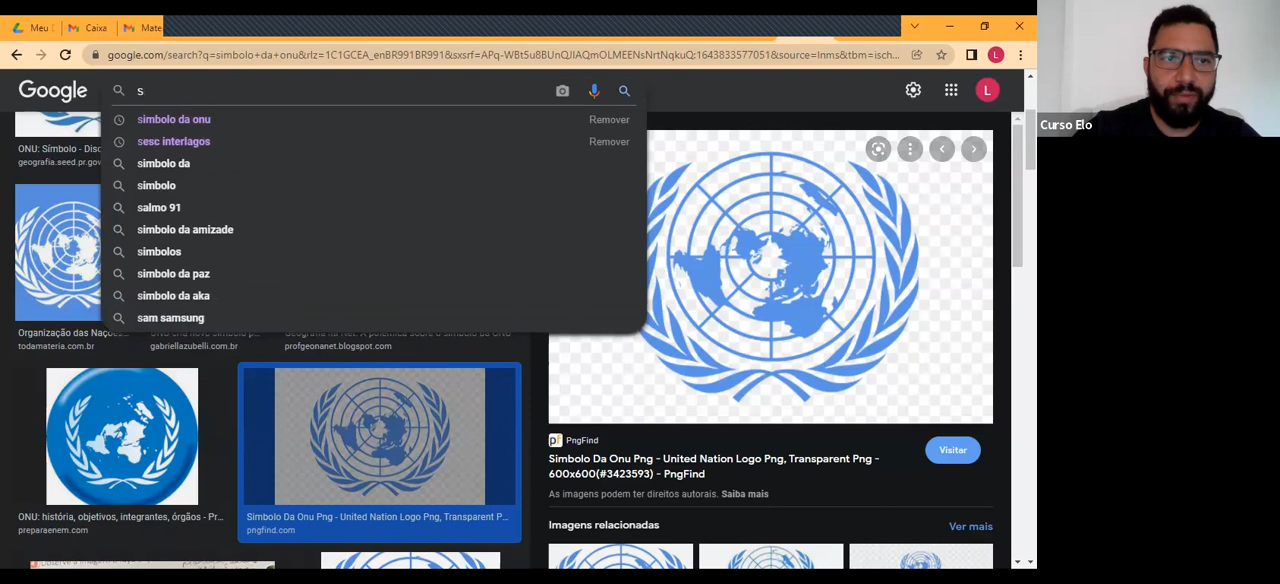 Meu
Caixa
Mate
google.com/search?q=simbolo+da+onu&rlz=1C1GCEA_enBR991BR991&sxsrf=APq-WBt5u8BUnQJIAQmOLMEENsNrtNqkuQ:1643833577051&source=lnms&tbm=isch...
L
Google
s
L
simbolo da onu Remover
sesc interlagos Remover
simbolo da
simbolo
salmo 91
simbolo da amizade
simbolos
simbolo da paz
simbolo da aka
sam samsung
ONU: Símbolo - Disc
geografia.seed.pr.gov
Organização das Naçõe...
todamateria.com.br
gabriellazubelli.com.br
profgeonanet.blogspot.com
ONU: história, objetivos, integrantes, órgãos - Pr...
preparaenem.com
Simbolo Da Onu Png - United Nation Logo Png, Transparent P...
pngfind.com
pf PngFind
Simbolo Da Onu Png - United Nation Logo Png, Transparent Png -
600x600(#3423593) - PngFind
Visitar
As imagens podem ter direitos autorais. Saiba mais
Imagens relacionadas
Ver mais
Curso Elo